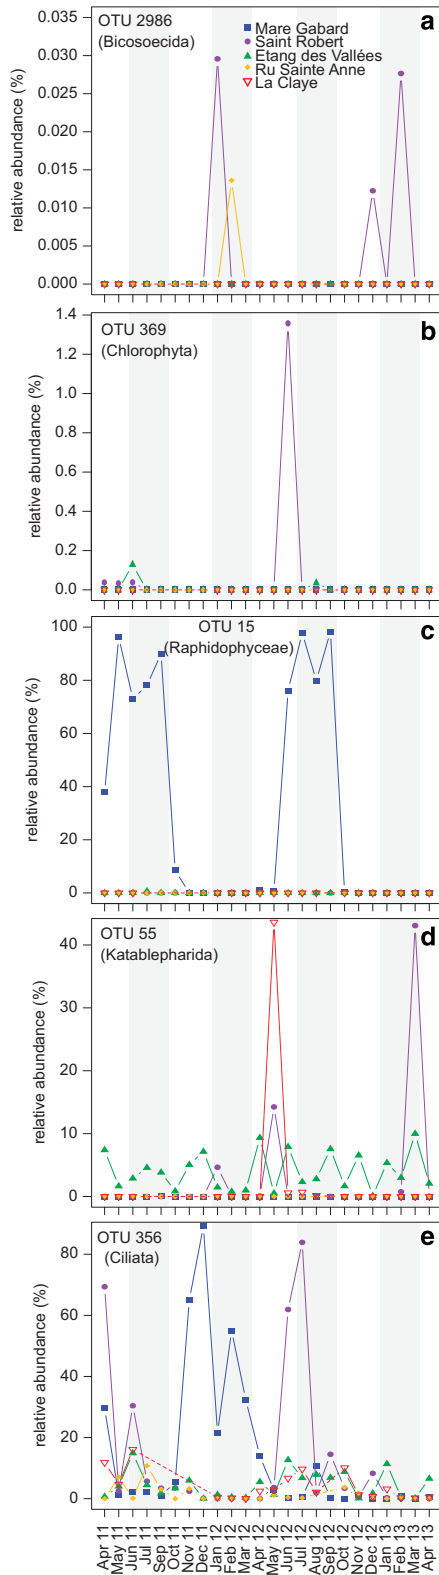 OTU 2986
(Bicosoecida)
a
Mare Gabard
Saint Robert
Etang des Vallées
Ru Sainte Anne
La Claye
relative abundance (%)
0.035
0.030
0.025
0.020
0.015
0.010
0.005
0.000
OTU 369
(Chlorophyta)
b
relative abundance (%)
1.4
1.2
1.0
0.8
0.6
0.4
0.2
0.0
OTU 15
(Raphidophyceae)
c
relative abundance (%)
100
80
60
40
20
0
OTU 55
(Katablepharida)
d
relative abundance (%)
40
30
20
10
0
OTU 356
(Ciliata)
e
relative abundance (%)
80
60
40
20
0
Apr 11
May 11
Jun 11
Jul 11
Sep 11
Oct 11
Nov 11
Dec 11
Jan 12
Feb 12
Mar 12
Apr 12
May 12
Jun 12
Jul 12
Aug 12
Sep 12
Oct 12
Nov 12
Dec 12
Jan 13
Feb 13
Mar 13
Apr 13